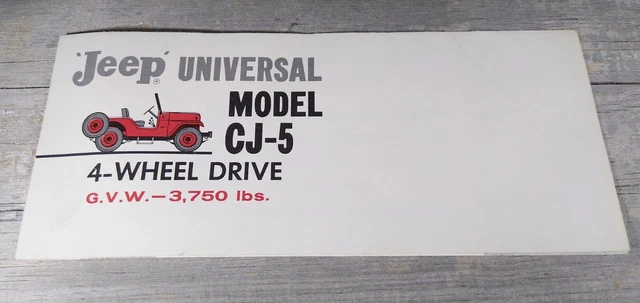 'Jeep'® UNIVERSAL
MODEL
CJ-5
4-WHEEL DRIVE
G.V.W.—3,750 lbs.